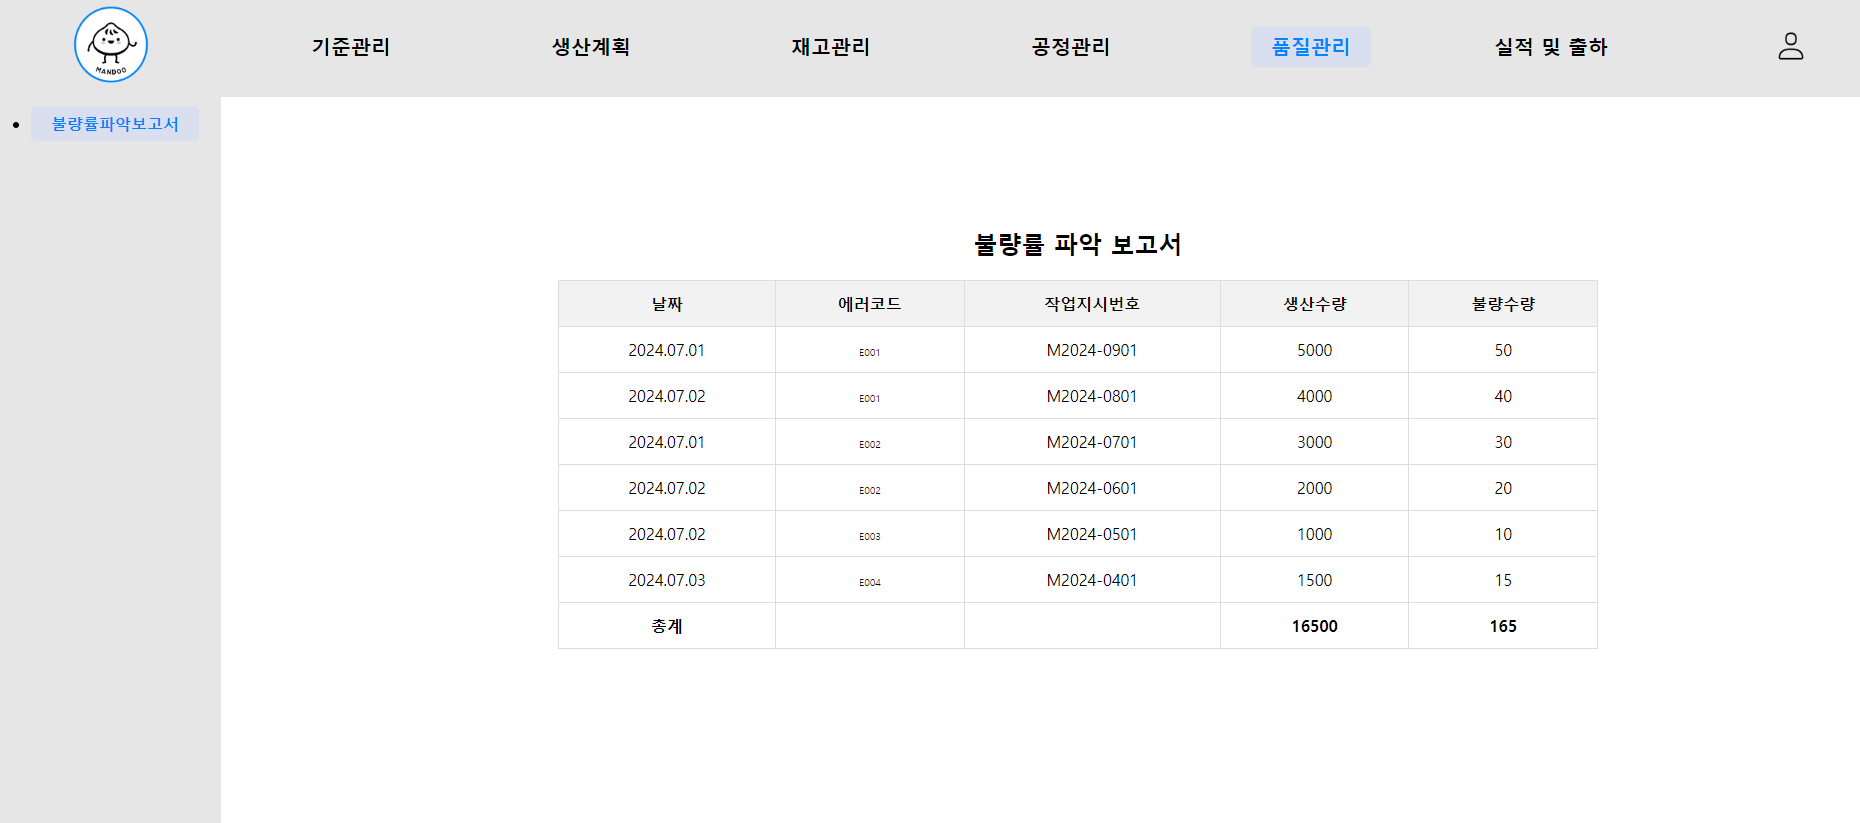 MANDOO
기준관리 생산계획 재고관리 공정관리 품질관리 실적 및 출하
불량률파악보고서
불량률 파악 보고서
날짜 에러코드 작업지시번호 생산수량 불량수량
2024.07.01 E001 M2024-0901 5000 50
2024.07.02 E001 M2024-0801 4000 40
2024.07.01 E002 M2024-0701 3000 30
2024.07.02 E002 M2024-0601 2000 20
2024.07.02 E003 M2024-0501 1000 10
2024.07.03 E004 M2024-0401 1500 15
총계 16500 165